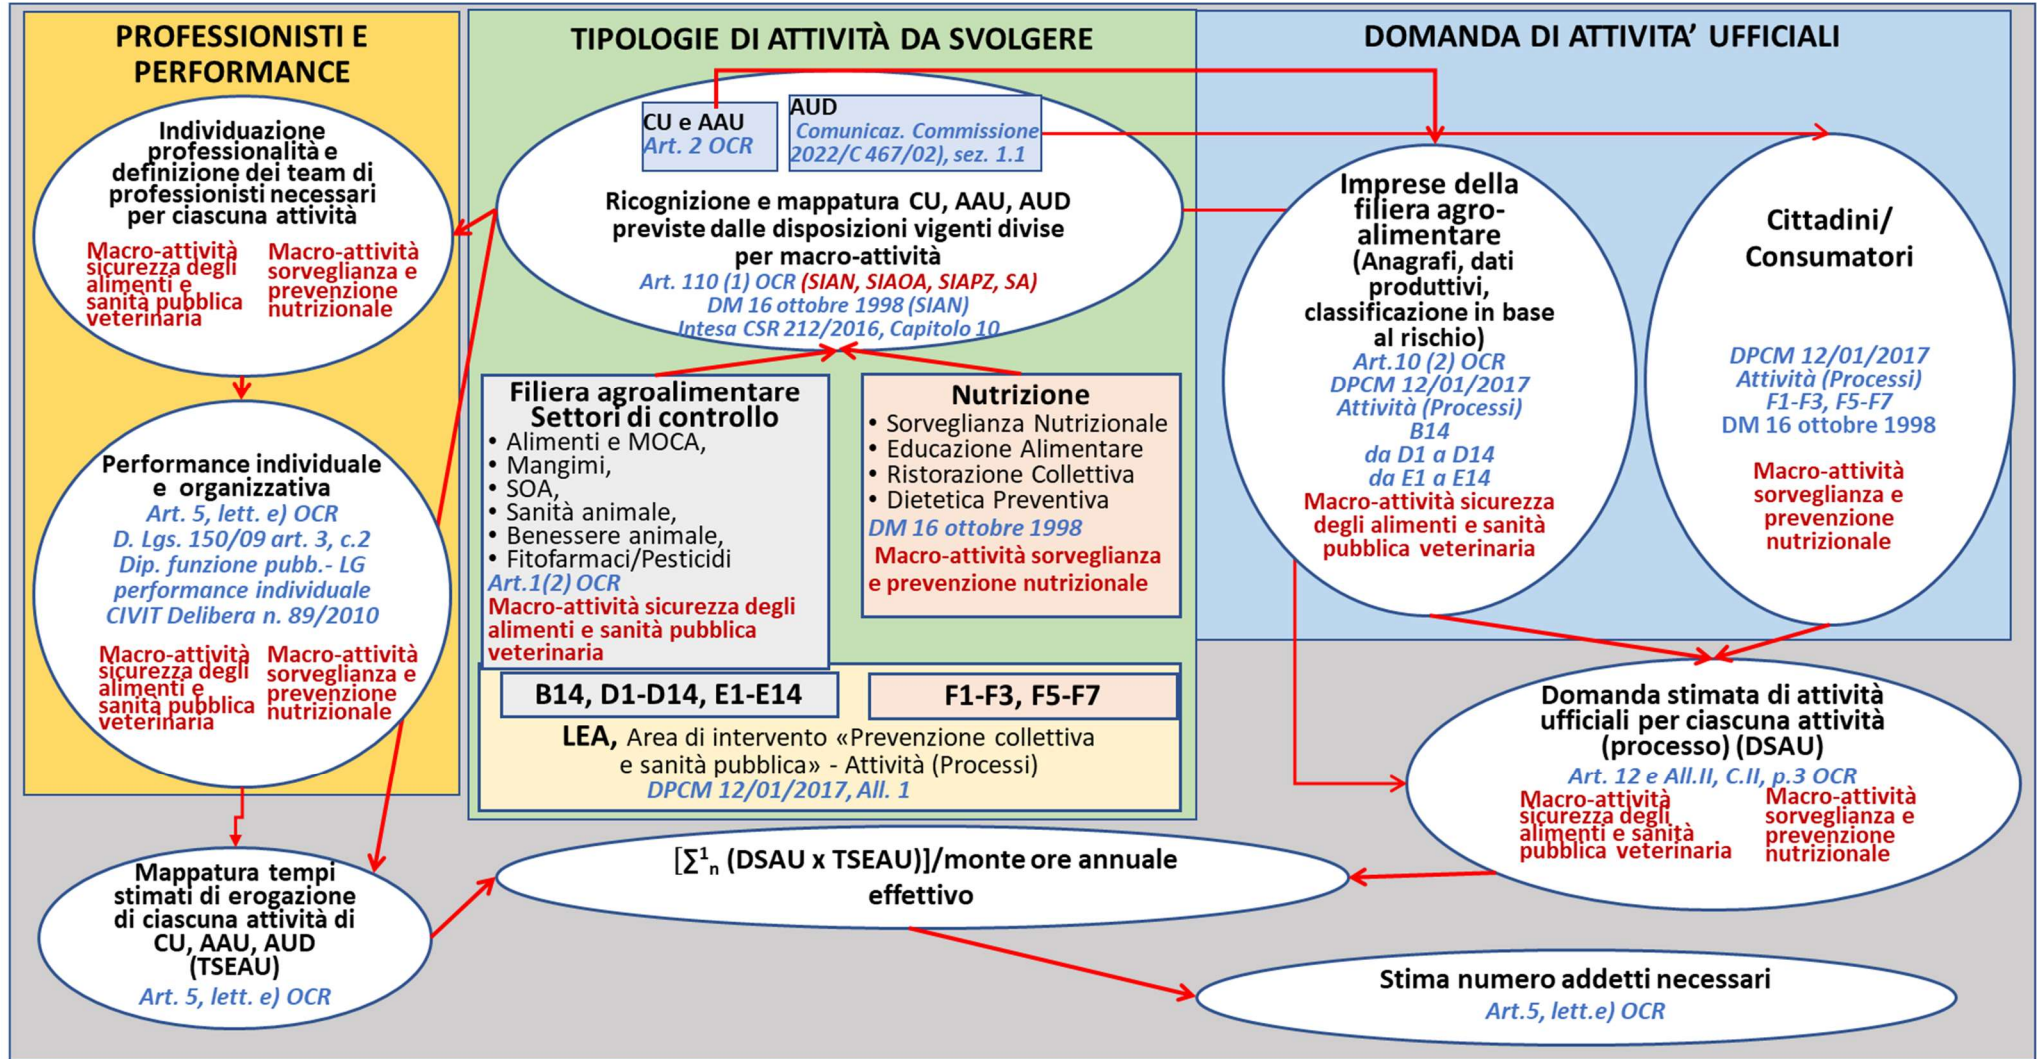 PROFESSIONISTI E
PERFORMANCE
Individuazione
professionalità e
definizione dei team di
professionisti necessari
per ciascuna attività
Macro-attività
sicurezza degli
alimenti e
sanità pubblica
veterinaria
Macro-attività
sorveglianza e
prevenzione
nutrizionale
Performance individuale
e organizzativa
Art. 5, lett. e) OCR
D. Lgs. 150/09 art. 3, c.2
Dip. funzione pubb.- LG
performance individuale
CIVIT Delibera n. 89/2010
Macro-attività
sicurezza degli
alimenti e
sanità pubblica
veterinaria
Macro-attività
sorveglianza e
prevenzione
nutrizionale
Mappatura tempi
stimati di erogazione
di ciascuna attività di
CU, AAU, AUD
(TSEAU)
Art. 5, lett. e) OCR
TIPOLOGIE DI ATTIVITÀ DA SVOLGERE
CU e AAU
Art. 2 OCR
AUD
Comunicaz. Commissione
2022/C 467/02), sez. 1.1
Ricognizione e mappatura CU, AAU, AUD
previste dalle disposizioni vigenti divise
per macro-attività
Art. 110 (1) OCR (SIAN, SIAOA, SIAPZ, SA)
DM 16 ottobre 1998 (SIAN)
Intesa CSR 212/2016, Capitolo 10
Filiera agroalimentare
Settori di controllo
• Alimenti e MOCA,
• Mangimi,
• SOA,
• Sanità animale,
• Benessere animale,
• Fitofarmaci/Pesticidi
Art.1(2) OCR
Macro-attività sicurezza degli
alimenti e sanità pubblica
veterinaria
Nutrizione
• Sorveglianza Nutrizionale
• Educazione Alimentare
• Ristorazione Collettiva
• Dietetica Preventiva
DM 16 ottobre 1998
Macro-attività sorveglianza
e prevenzione nutrizionale
B14, D1-D14, E1-E14
F1-F3, F5-F7
LEA, Area di intervento «Prevenzione collettiva
e sanità pubblica» - Attività (Processi)
DPCM 12/01/2017, All. 1
[∑¹ₙ (DSAU x TSEAU)]/monte ore annuale
effettivo
DOMANDA DI ATTIVITA’ UFFICIALI
Imprese della
filiera agro-
alimentare
(Anagrafi, dati
produttivi,
classificazione in base
al rischio)
Art.10 (2) OCR
DPCM 12/01/2017
Attività (Processi)
B14
da D1 a D14
da E1 a E14
Macro-attività sicurezza
degli alimenti e sanità
pubblica veterinaria
Cittadini/
Consumatori
DPCM 12/01/2017
Attività (Processi)
F1-F3, F5-F7
DM 16 ottobre 1998
Macro-attività
sorveglianza e
prevenzione
nutrizionale
Domanda stimata di attività
ufficiali per ciascuna attività
(processo) (DSAU)
Art. 12 e All.II, C.II, p.3 OCR
Macro-attività
sicurezza degli
alimenti e sanità
pubblica veterinaria
Macro-attività
sorveglianza e
prevenzione
nutrizionale
Stima numero addetti necessari
Art.5, lett.e) OCR